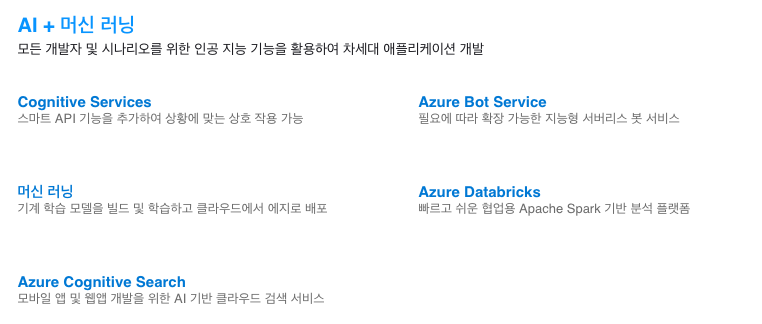 AI + 머신 러닝
모든 개발자 및 시나리오를 위한 인공 지능 기능을 활용하여 차세대 애플리케이션 개발
Cognitive Services
스마트 API 기능을 추가하여 상황에 맞는 상호 작용 가능
Azure Bot Service
필요에 따라 확장 가능한 지능형 서버리스 봇 서비스
머신 러닝
기계 학습 모델을 빌드 및 학습하고 클라우드에서 에지로 배포
Azure Databricks
빠르고 쉬운 협업용 Apache Spark 기반 분석 플랫폼
Azure Cognitive Search
모바일 앱 및 웹앱 개발을 위한 AI 기반 클라우드 검색 서비스